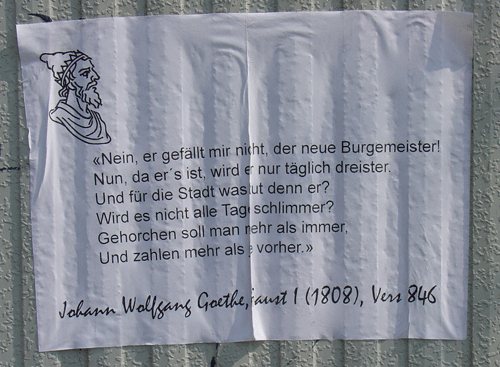 «Nein, er gefällt mir nicht, der neue Burgemeister!
Nun, da er´s ist, wird er nur täglich dreister.
Und für die Stadt was tut denn er?
Wird es nicht alle Tage schlimmer?
Gehorchen soll man mehr als immer,
Und zahlen mehr als je vorher.»
Johann Wolfgang Goethe, Faust I (1808), Vers 846